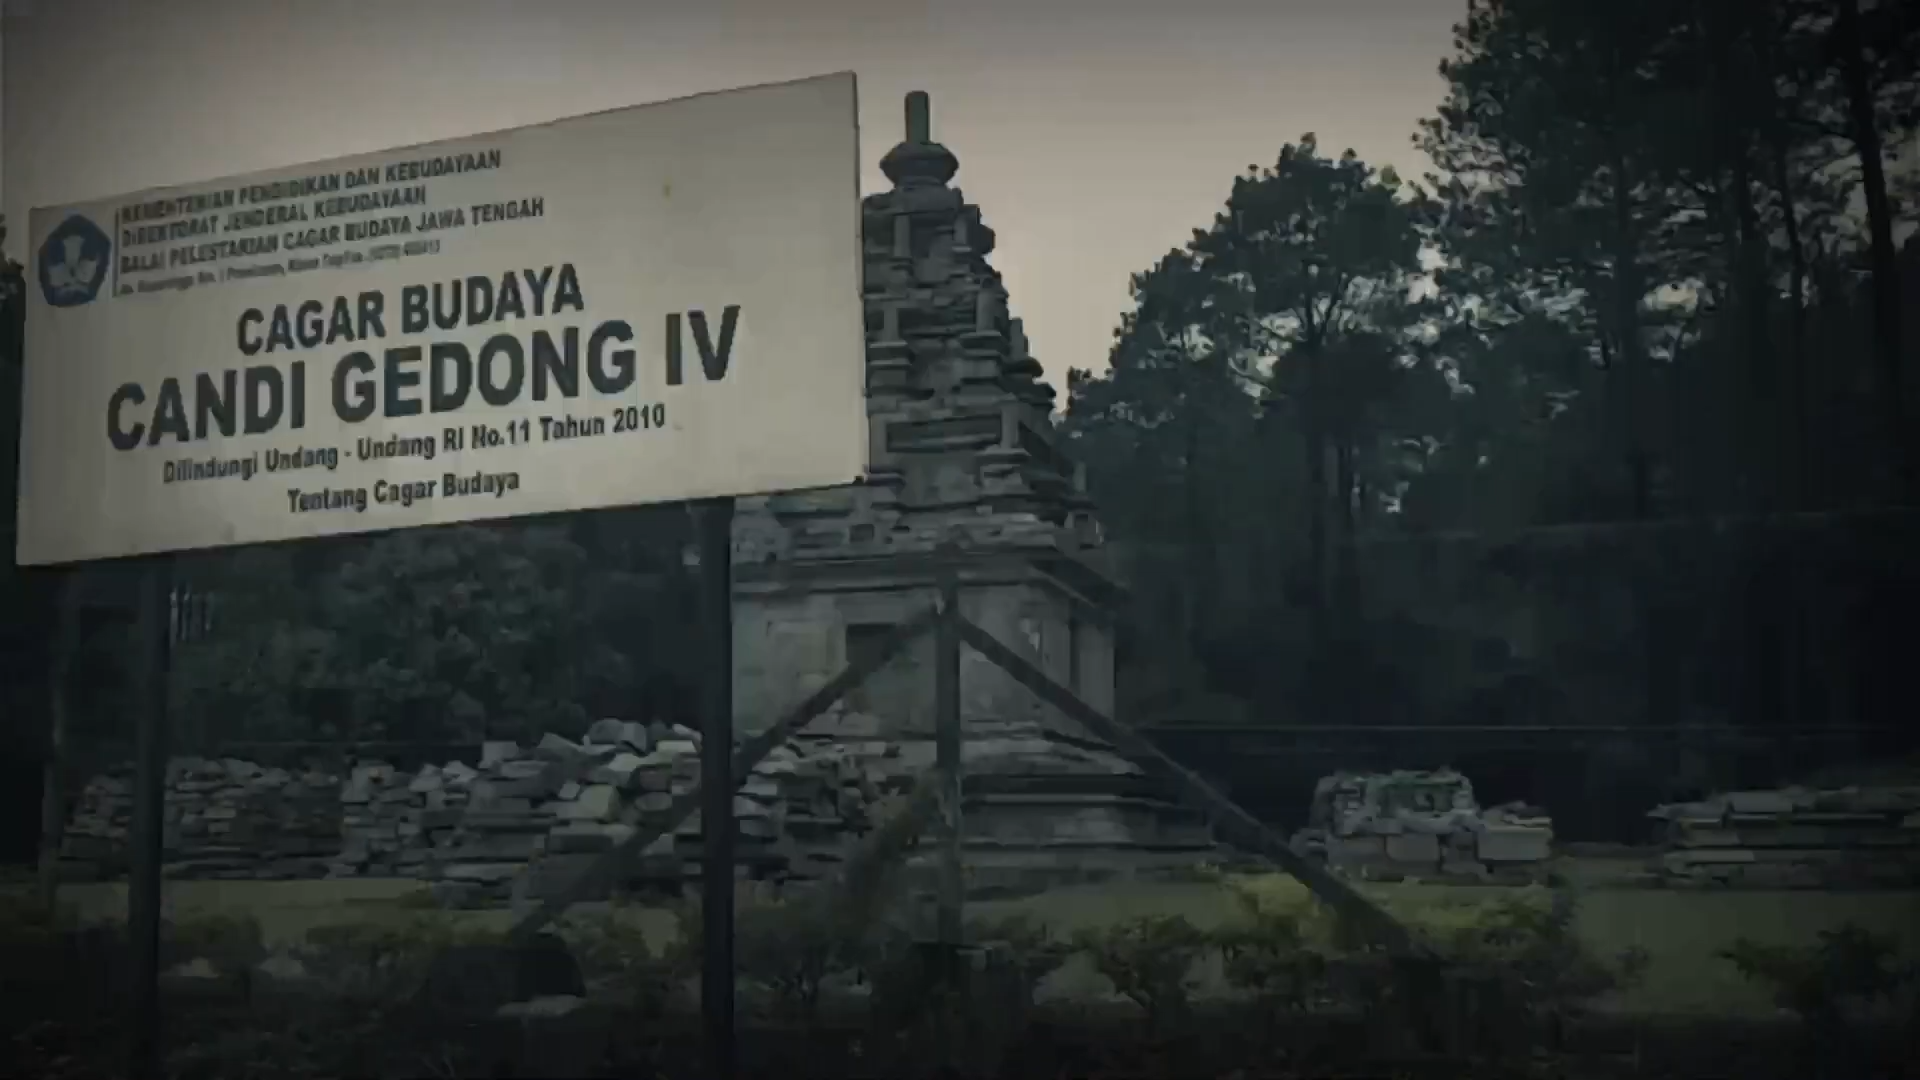 KEMENTERIAN PENDIDIKAN DAN KEBUDAYAAN
DIREKTORAT JENDERAL KEBUDAYAAN
BALAI PELESTARIAN CAGAR BUDAYA JAWA TENGAH
CAGAR BUDAYA
CANDI GEDONG IV
Dilindungi Undang - Undang RI No.11 Tahun 2010
Tentang Cagar Budaya